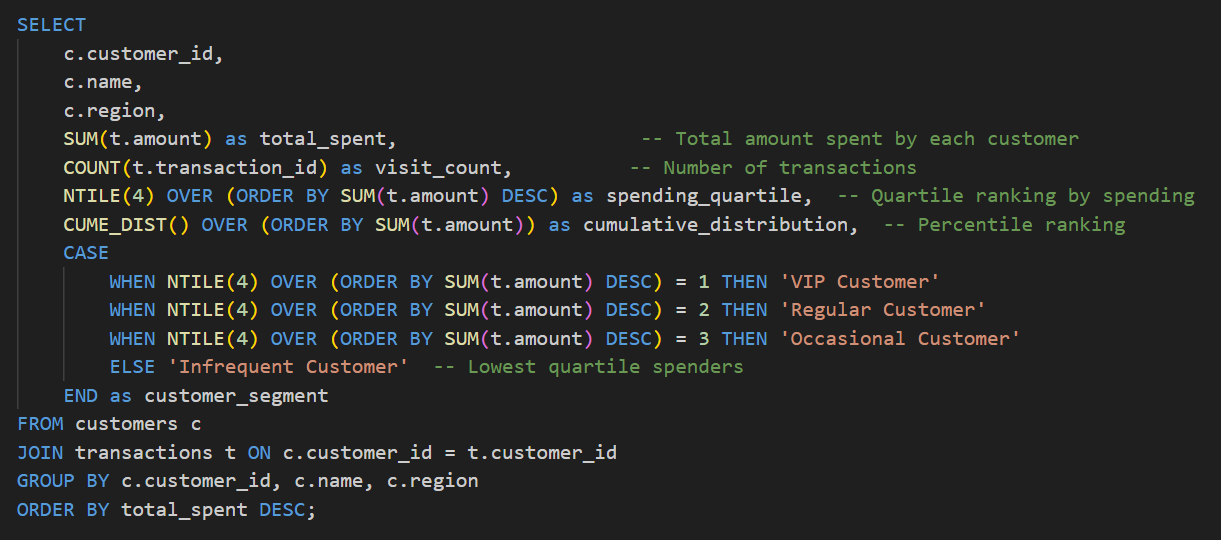 SELECT
    c.customer_id,
    c.name,
    c.region,
    SUM(t.amount) as total_spent,                     -- Total amount spent by each customer
    COUNT(t.transaction_id) as visit_count,          -- Number of transactions
    NTILE(4) OVER (ORDER BY SUM(t.amount) DESC) as spending_quartile,  -- Quartile ranking by spending
    CUME_DIST() OVER (ORDER BY SUM(t.amount)) as cumulative_distribution,  -- Percentile ranking
    CASE
        WHEN NTILE(4) OVER (ORDER BY SUM(t.amount) DESC) = 1 THEN 'VIP Customer'
        WHEN NTILE(4) OVER (ORDER BY SUM(t.amount) DESC) = 2 THEN 'Regular Customer'
        WHEN NTILE(4) OVER (ORDER BY SUM(t.amount) DESC) = 3 THEN 'Occasional Customer'
        ELSE 'Infrequent Customer'  -- Lowest quartile spenders
    END as customer_segment
FROM customers c
JOIN transactions t ON c.customer_id = t.customer_id
GROUP BY c.customer_id, c.name, c.region
ORDER BY total_spent DESC;